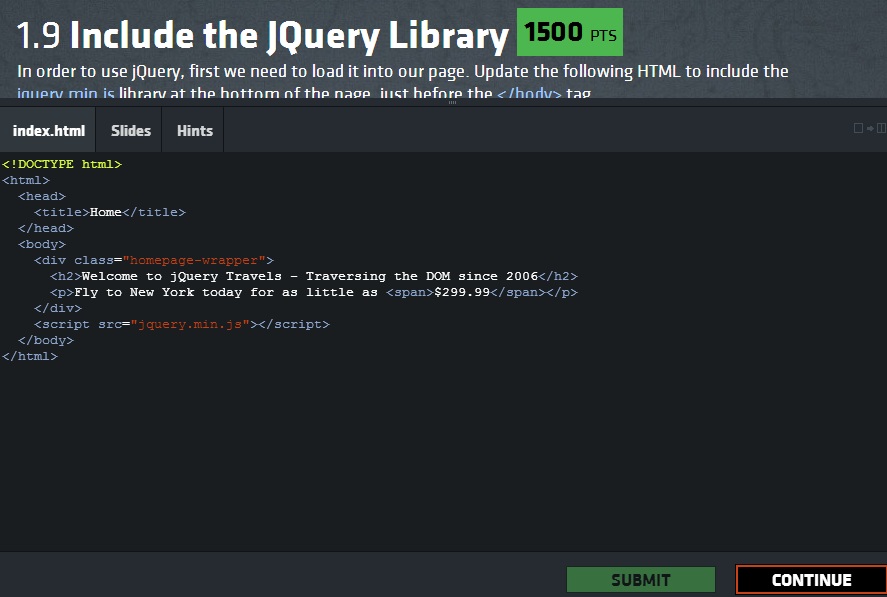 1.9 Include the JQuery Library 1500 PTS
In order to use jQuery, first we need to load it into our page. Update the following HTML to include the
jquery.min.js library at the bottom of the page, just before the </body> tag.
index.html Slides Hints
<!DOCTYPE html>
<html>
<head>
<title>Home</title>
</head>
<body>
<div class="homepage-wrapper">
<h2>Welcome to jQuery Travels - Traversing the DOM since 2006</h2>
<p>Fly to New York today for as little as <span>$299.99</span></p>
</div>
<script src="jquery.min.js"></script>
</body>
</html>
SUBMIT CONTINUE